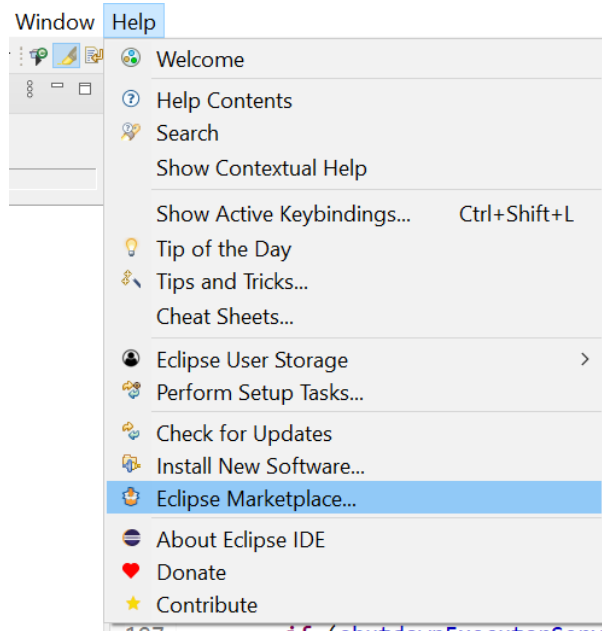 Window Help
Welcome
Help Contents
Search
Show Contextual Help
Show Active Keybindings... Ctrl+Shift+L
Tip of the Day
Tips and Tricks...
Cheat Sheets...
Eclipse User Storage
Perform Setup Tasks...
Check for Updates
Install New Software...
Eclipse Marketplace...
About Eclipse IDE
Donate
Contribute